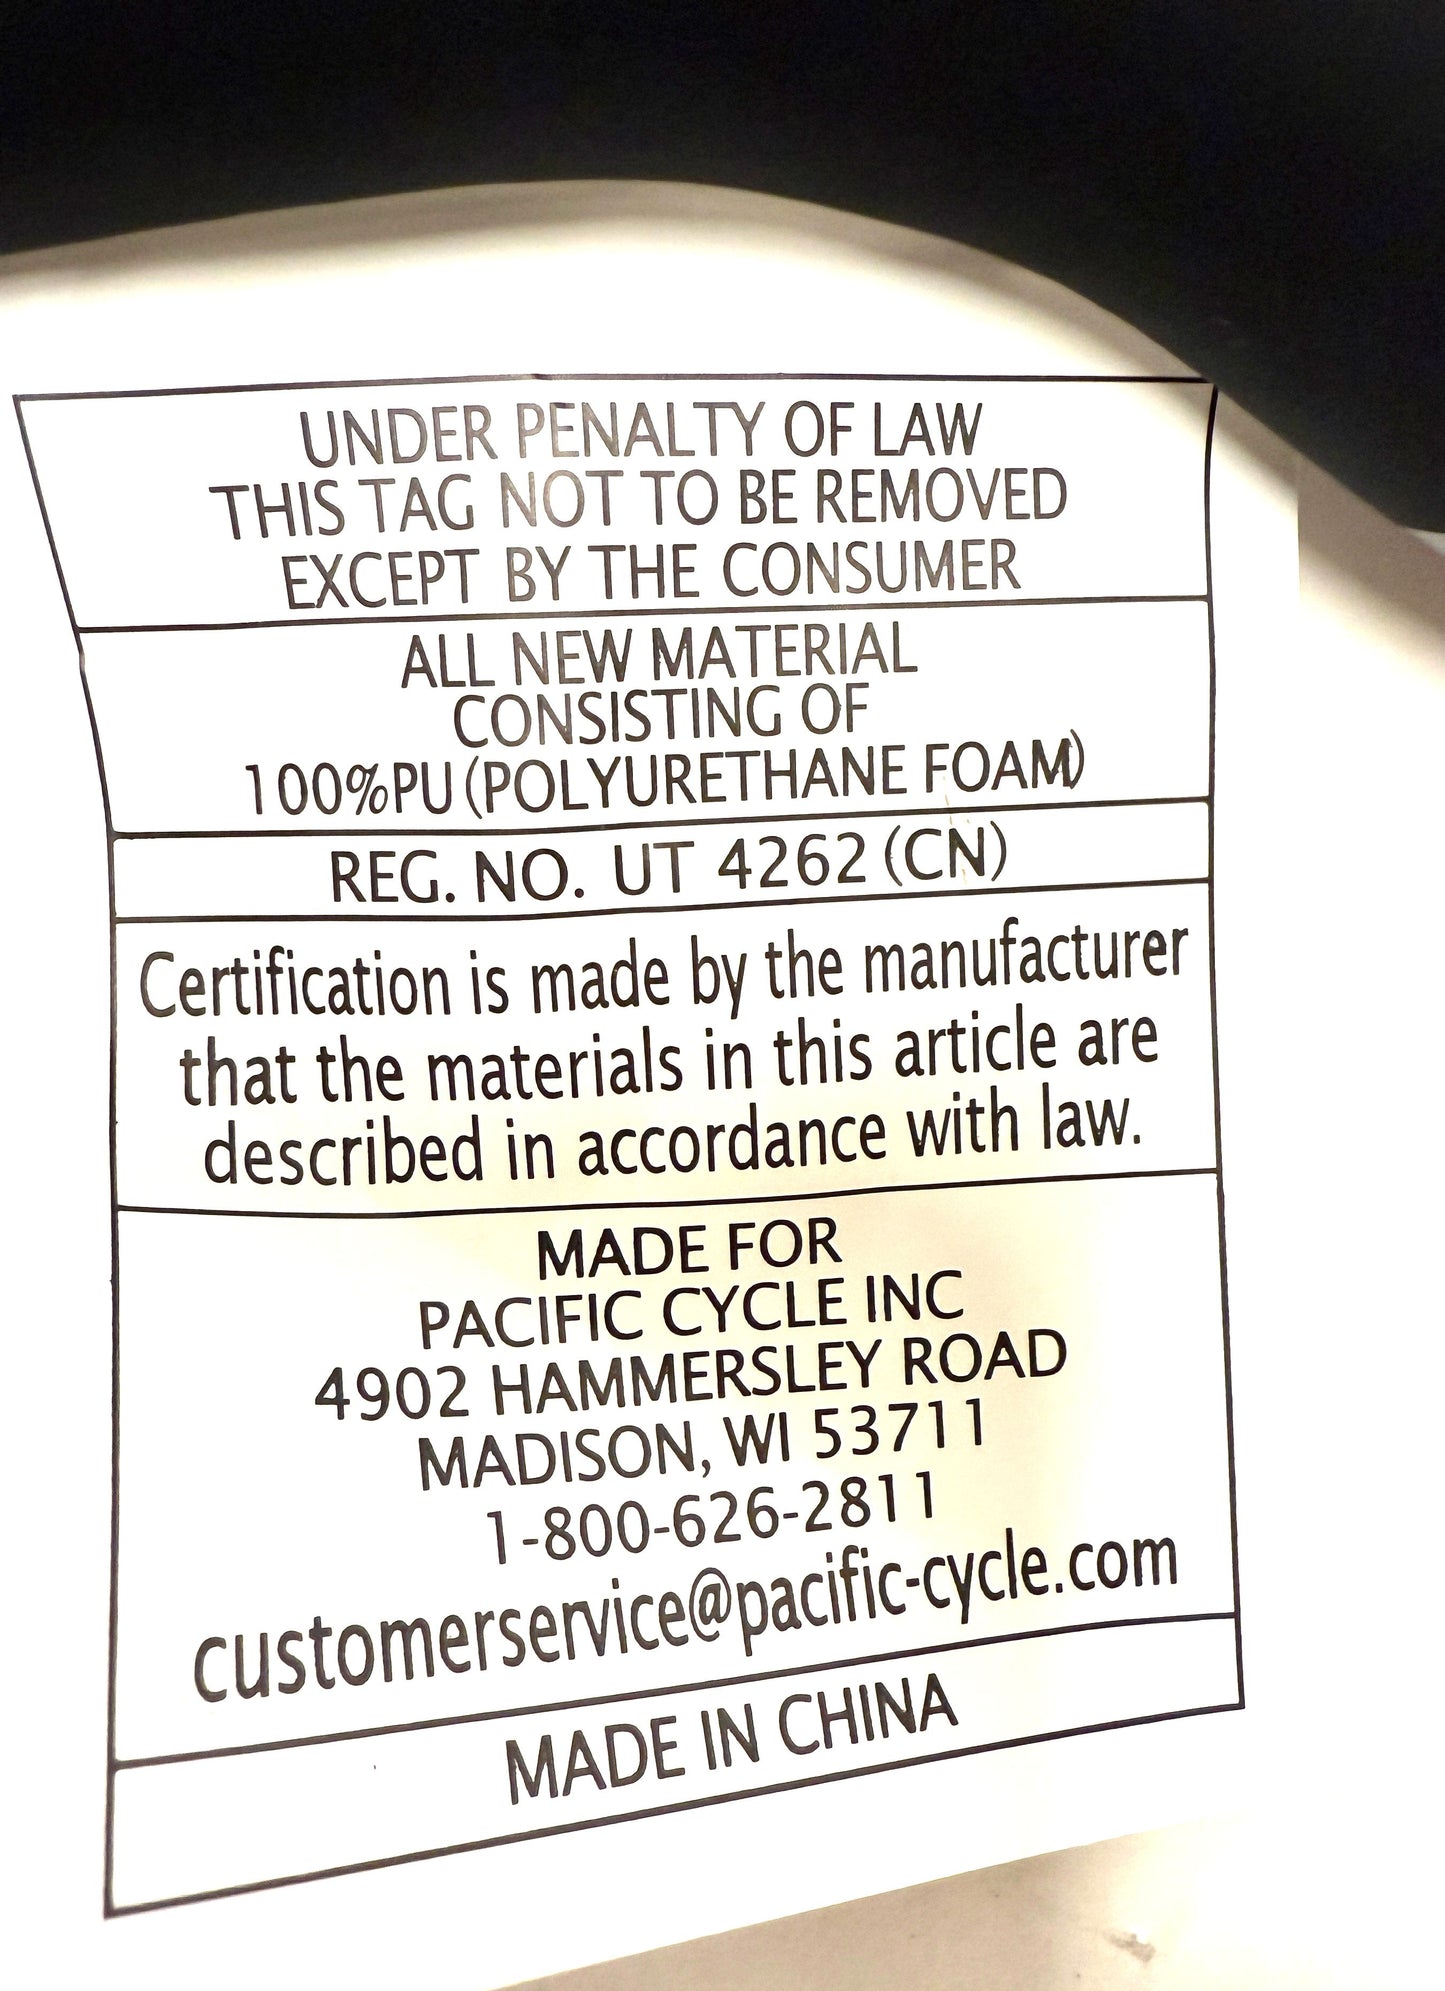 UNDER PENALTY OF LAW
THIS TAG NOT TO BE REMOVED
EXCEPT BY THE CONSUMER
ALL NEW MATERIAL
CONSISTING OF
100%PU(POLYURETHANE FOAM)
REG. NO. UT 4262 (CN)
Certification is made by the manufacturer
that the materials in this article are
described in accordance with law.
MADE FOR
PACIFIC CYCLE INC
4902 HAMMERSLEY ROAD
MADISON, WI 53711
1-800-626-2811
customerservice@pacific-cycle.com
MADE IN CHINA